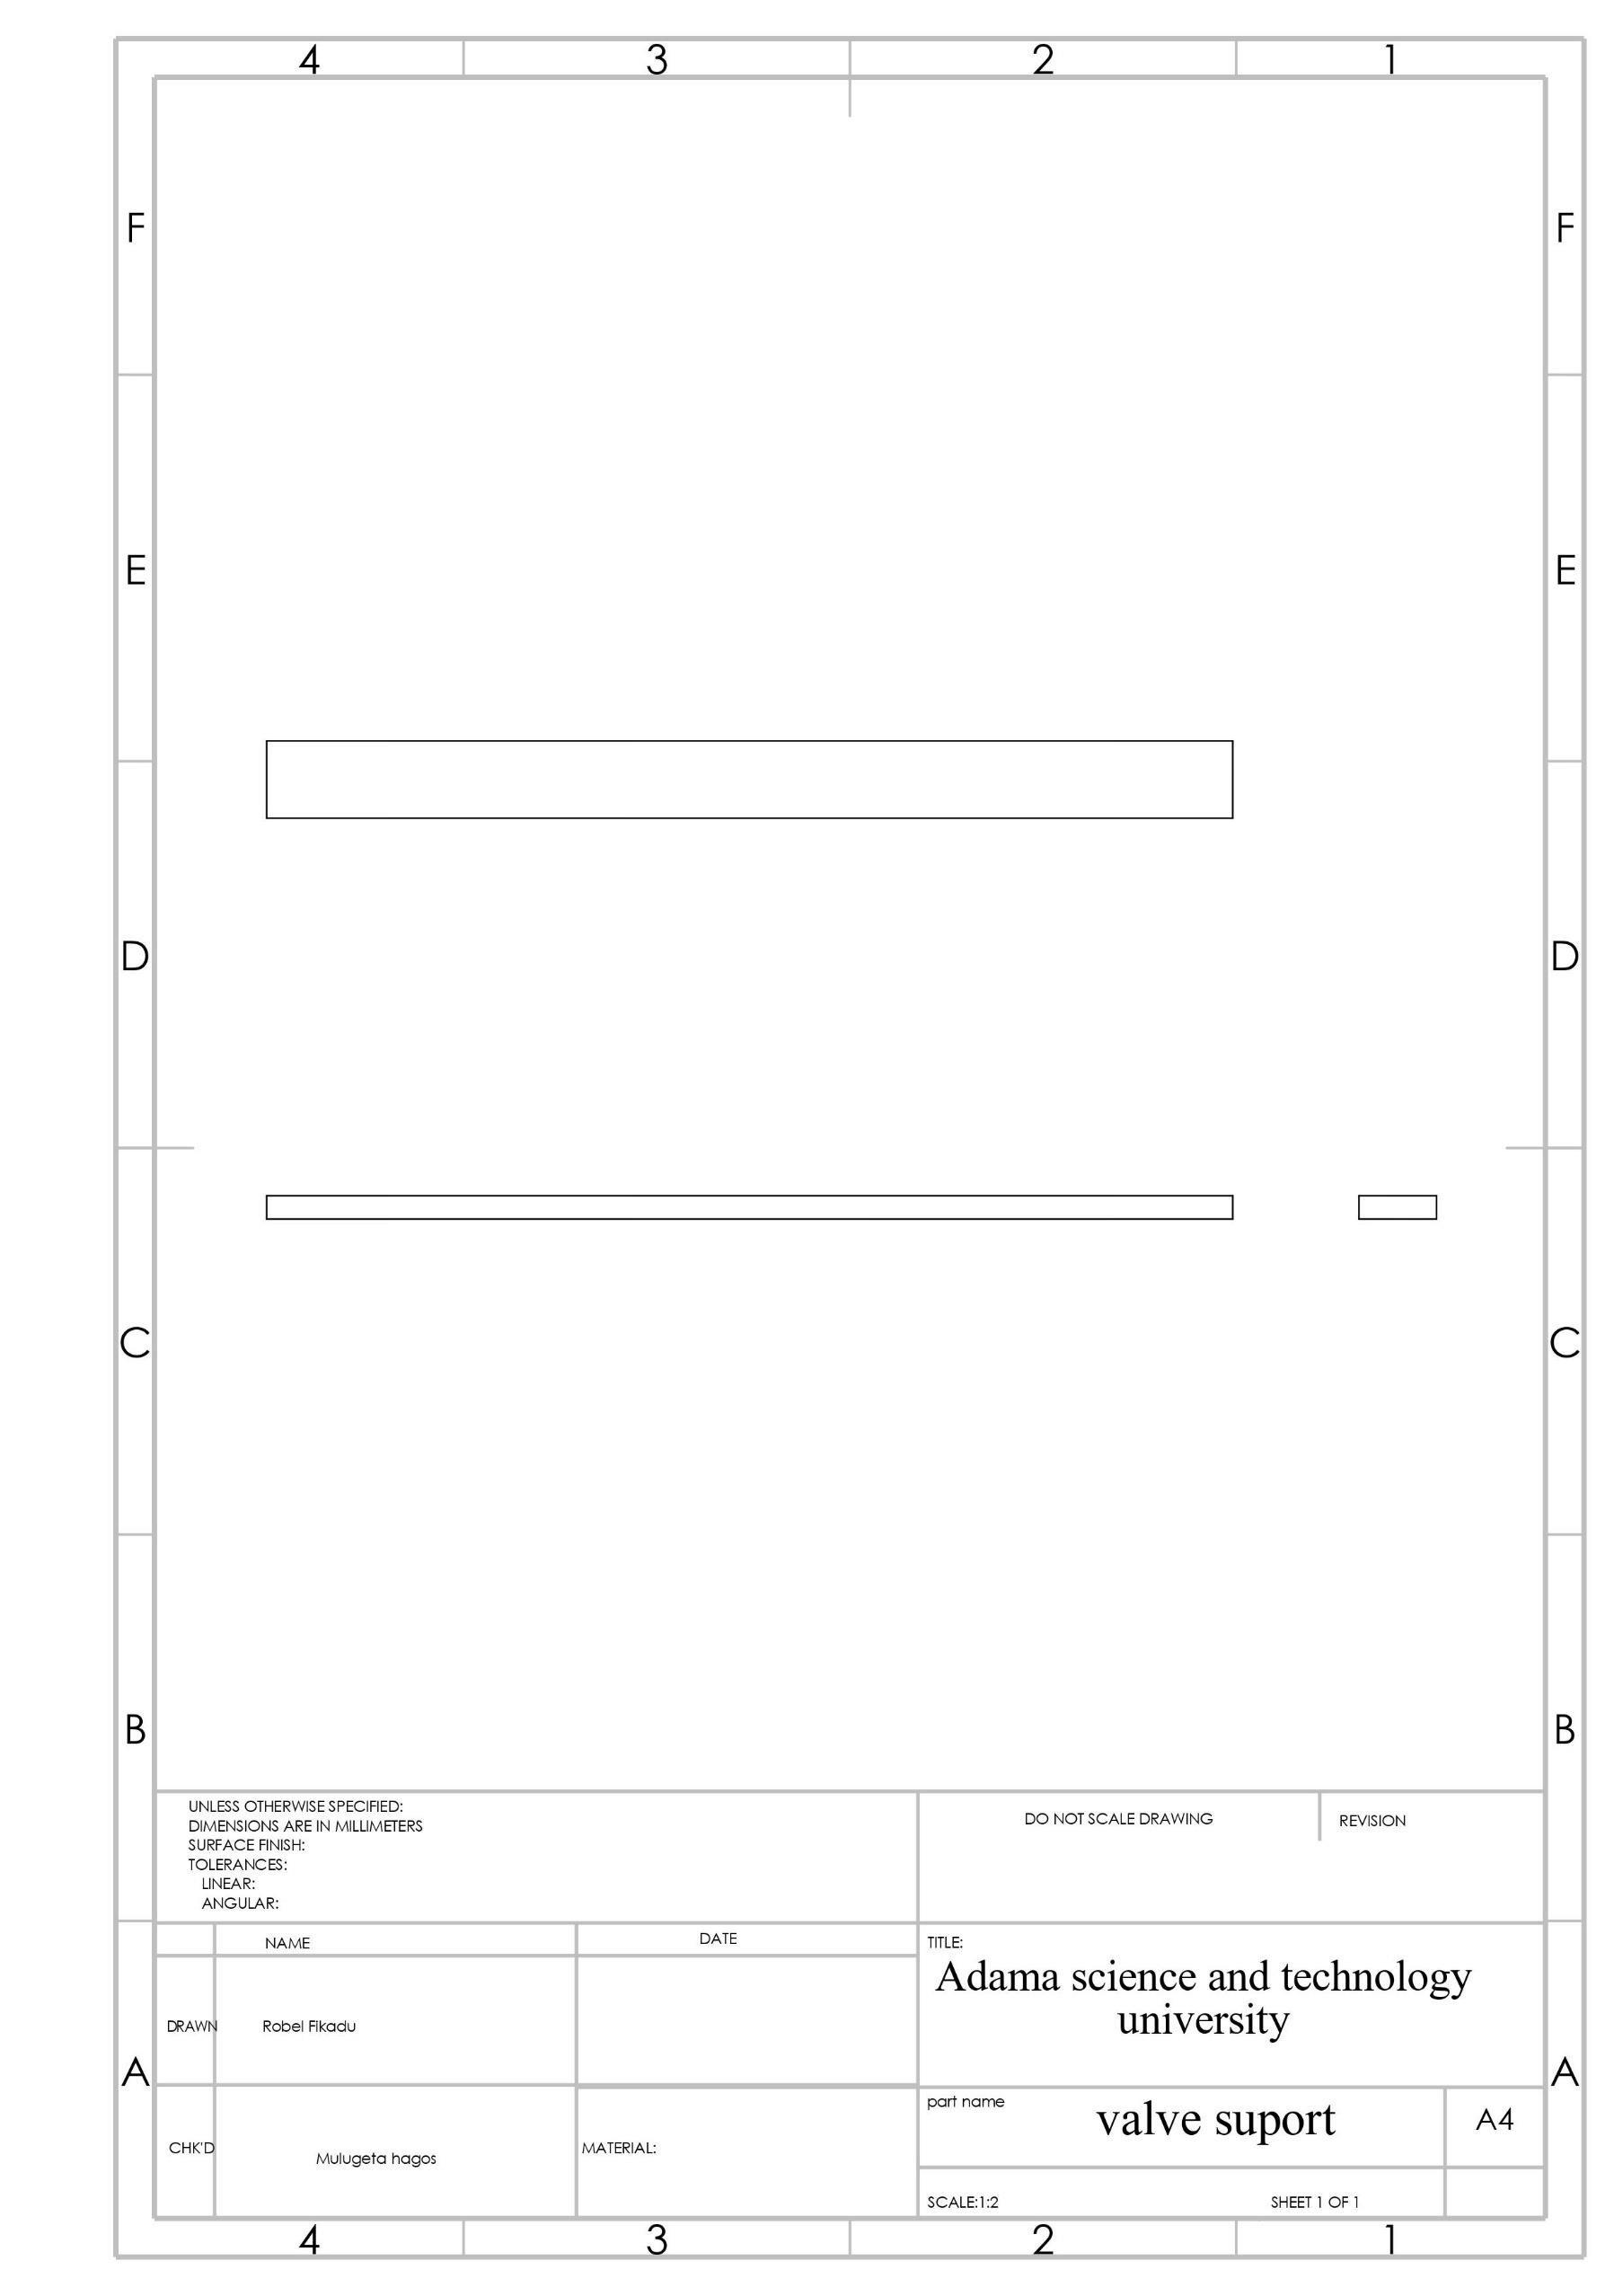 4 3 2 1
F F
E E
D D
C C
B B
UNLESS OTHERWISE SPECIFIED:
DIMENSIONS ARE IN MILLIMETERS
SURFACE FINISH:
TOLERANCES:
LINEAR:
ANGULAR:
DO NOT SCALE DRAWING
REVISION
NAME
DATE
TITLE:
Adama science and technology
university
DRAWN
Robel Fikadu
A A
part name
valve suport
A4
CHK'D
Mulugeta hagos
MATERIAL:
SCALE:1:2
SHEET 1 OF 1
4 3 2 1